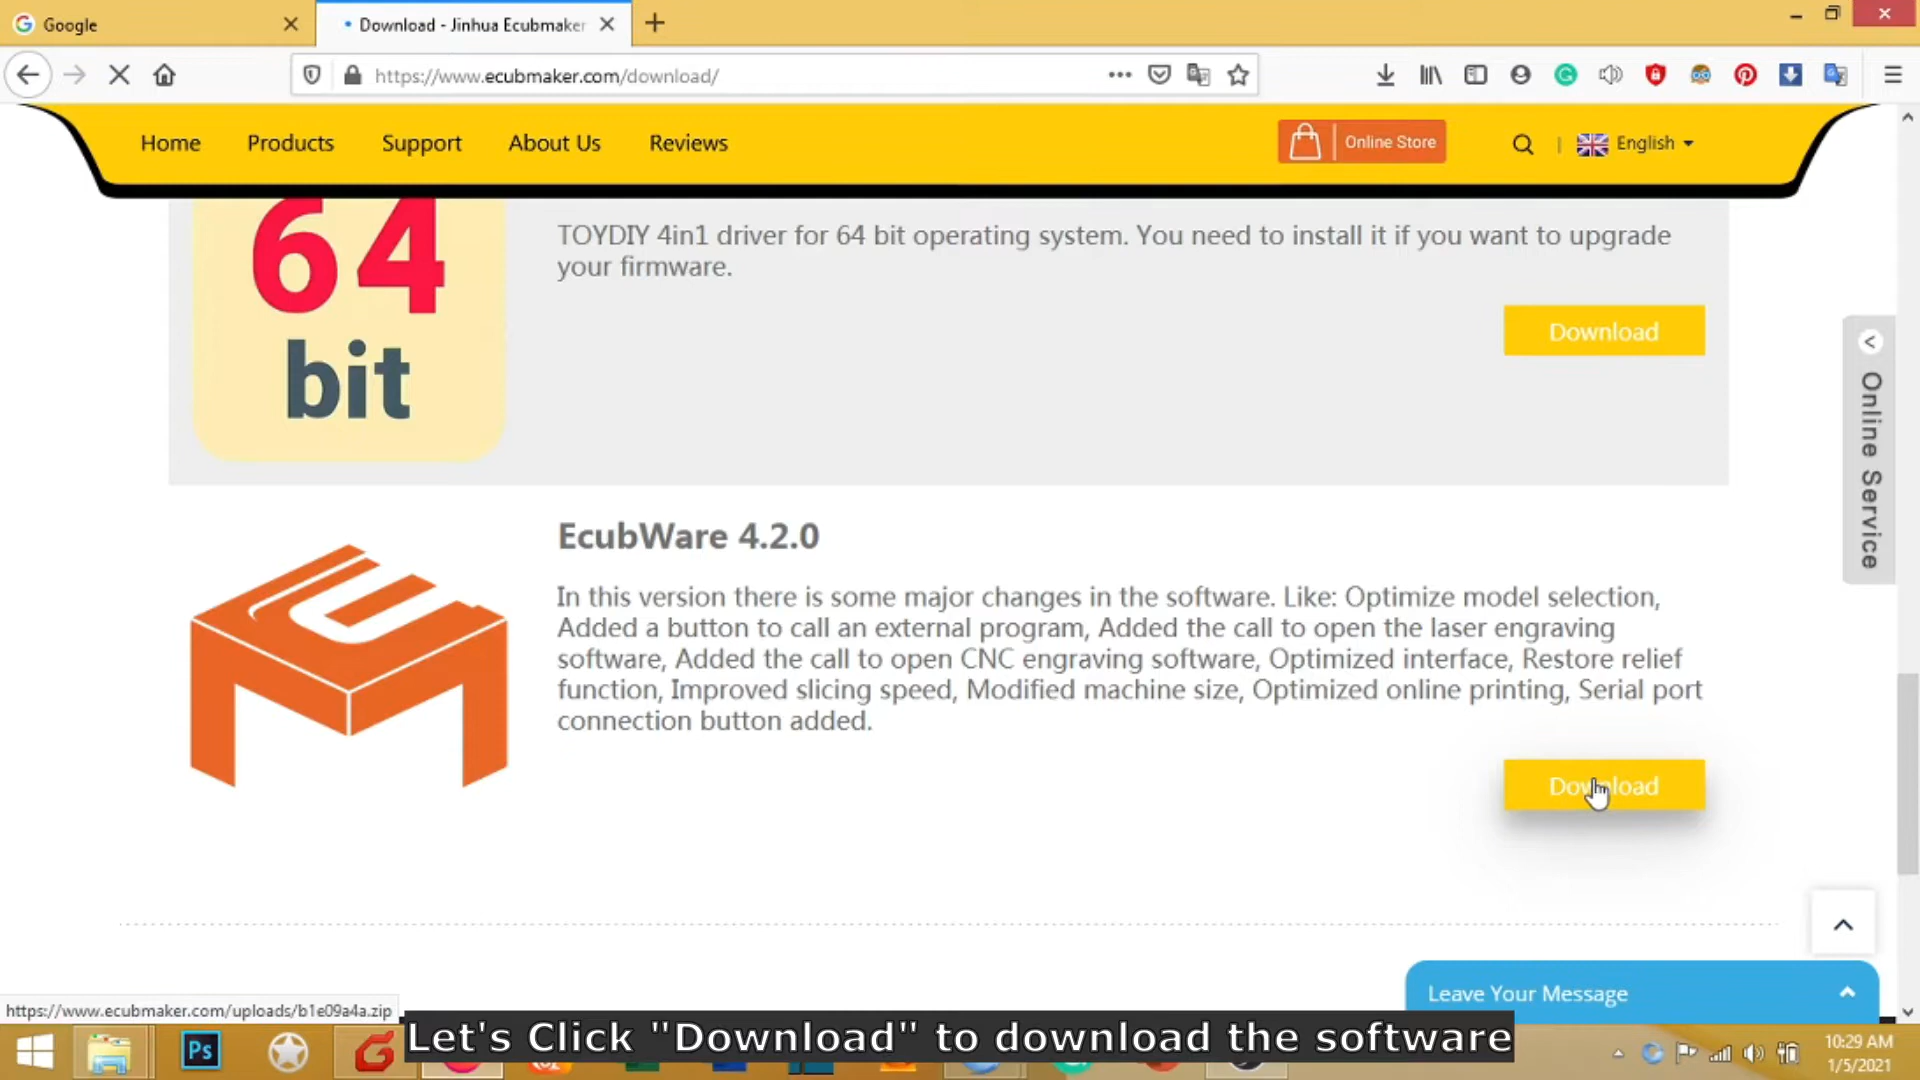 Google
Download - Jinhua Ecubmaker
https://www.ecubmaker.com/download/
Home
Products
Support
About Us
Reviews
Online Store
English
64
bit
TOYDIY 4in1 driver for 64 bit operating system. You need to install it if you want to upgrade
your firmware.
Download
Online Service
EcubWare 4.2.0
In this version there is some major changes in the software. Like: Optimize model selection,
Added a button to call an external program, Added the call to open the laser engraving
software, Added the call to open CNC engraving software, Optimized interface, Restore relief
function, Improved slicing speed, Modified machine size, Optimized online printing, Serial port
connection button added.
Download
Leave Your Message
https://www.ecubmaker.com/uploads/b1e09a4a.zip
Ps
Let's Click "Download" to download the software
10:29 AM
1/5/2021